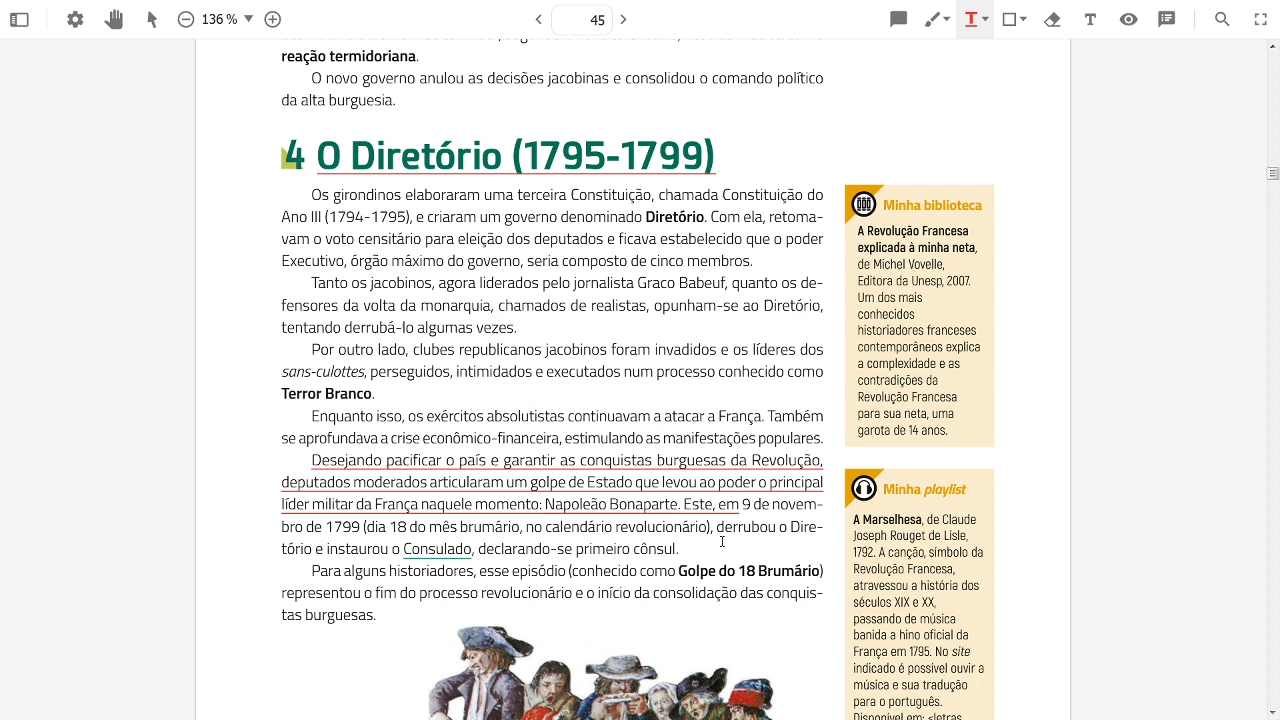 136 %
45
reação termidoriana.
O novo governo anulou as decisões jacobinas e consolidou o comando político
da alta burguesia.
4 O Diretório (1795-1799)
Os girondinos elaboraram uma terceira Constituição, chamada Constituição do
Ano III (1794-1795), e criaram um governo denominado Diretório. Com ela, retoma-
vam o voto censitário para eleição dos deputados e ficava estabelecido que o poder
Executivo, órgão máximo do governo, seria composto de cinco membros.
Tanto os jacobinos, agora liderados pelo jornalista Graco Babeuf, quanto os de-
fensores da volta da monarquia, chamados de realistas, opunham-se ao Diretório,
tentando derrubá-lo algumas vezes.
Por outro lado, clubes republicanos jacobinos foram invadidos e os líderes dos
sans-culottes, perseguidos, intimidados e executados num processo conhecido como
Terror Branco.
Enquanto isso, os exércitos absolutistas continuavam a atacar a França. Também
se aprofundava a crise econômico-financeira, estimulando as manifestações populares.
Desejando pacificar o país e garantir as conquistas burguesas da Revolução,
deputados moderados articularam um golpe de Estado que levou ao poder o principal
líder militar da França naquele momento: Napoleão Bonaparte. Este, em 9 de novem-
bro de 1799 (dia 18 do mês brumário, no calendário revolucionário), derrubou o Dire-
tório e instaurou o Consulado, declarando-se primeiro cônsul.
Para alguns historiadores, esse episódio (conhecido como Golpe do 18 Brumário)
representou o fim do processo revolucionário e o início da consolidação das conquis-
tas burguesas.
Minha biblioteca
A Revolução Francesa
explicada à minha neta,
de Michel Vovelle,
Editora da Unesp, 2007.
Um dos mais
conhecidos
historiadores franceses
contemporâneos explica
a complexidade e as
contradições da
Revolução Francesa
para sua neta, uma
garota de 14 anos.
Minha playlist
A Marselhesa, de Claude
Joseph Rouget de Lisle,
1792. A canção, símbolo da
Revolução Francesa,
atravessou a história dos
séculos XIX e XX,
passando de música
banida a hino oficial da
França em 1795. No site
indicado é possível ouvir a
música e sua tradução
para o português.
Disponível em: <letras